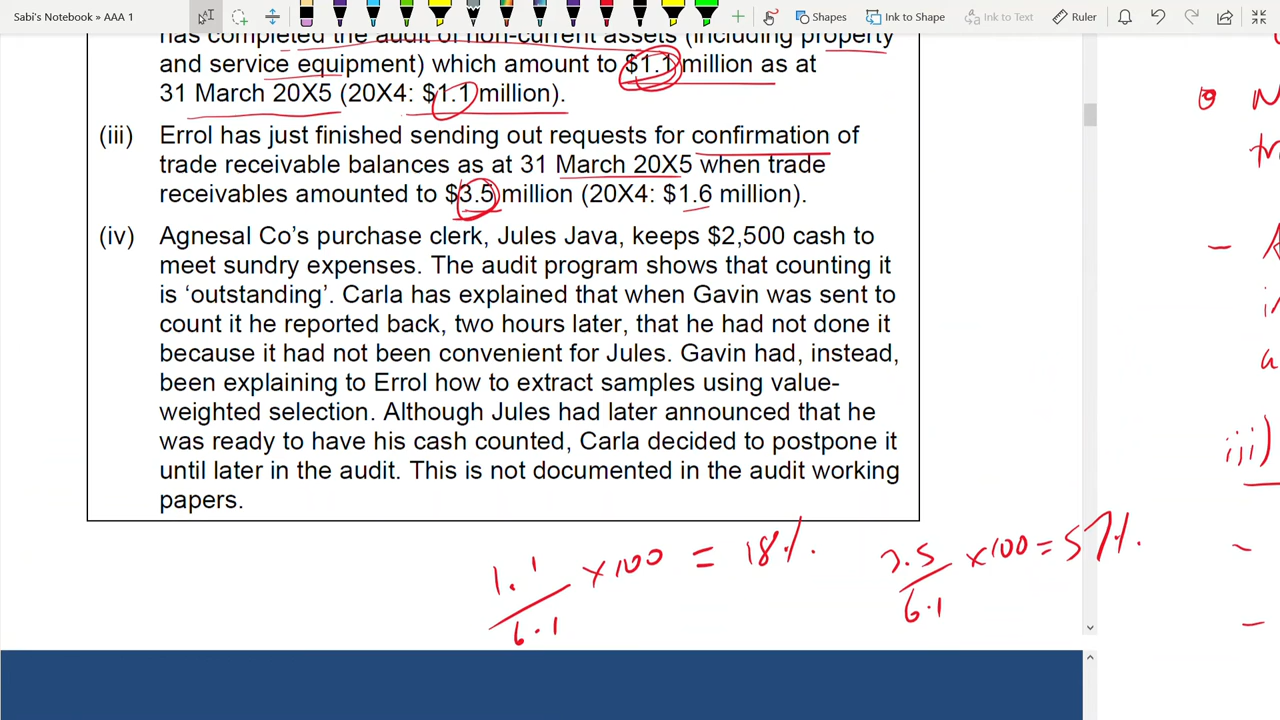 Sabi's Notebook » AAA 1
Shapes
Ink to Shape
Ink to Text
Ruler
has completed the audit of non-current assets (including property
and service equipment) which amount to $1.1 million as at
31 March 20X5 (20X4: $1.1 million).
(iii) Errol has just finished sending out requests for confirmation of
trade receivable balances as at 31 March 20X5 when trade
receivables amounted to $3.5 million (20X4: $1.6 million).
(iv) Agnesal Co's purchase clerk, Jules Java, keeps $2,500 cash to
meet sundry expenses. The audit program shows that counting it
is 'outstanding'. Carla has explained that when Gavin was sent to
count it he reported back, two hours later, that he had not done it
because it had not been convenient for Jules. Gavin had, instead,
been explaining to Errol how to extract samples using value-
weighted selection. Although Jules had later announced that he
was ready to have his cash counted, Carla decided to postpone it
until later in the audit. This is not documented in the audit working
papers.
1.1
6.1
×100 = 18%.
3.5
6.1
×100 = 57%.
iii)